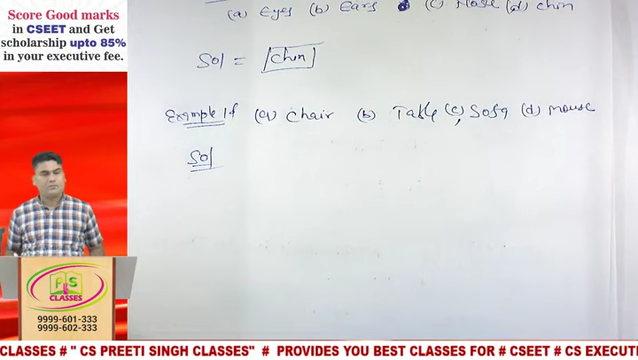 Score Good marks
in CSEET and Get
scholarship upto 85%
in your executive fee.
(a) Eyes (b) Ears (c) Nose (d) chin
Sol = chin
Example 1f (a) chair (b) Table (c) Sofa (d) mouse
Sol
PS
CLASSES
9999-601-333
9999-602-333
CLASSES # " CS PREETI SINGH CLASSES" # PROVIDES YOU BEST CLASSES FOR # CSEET # CS EXECUTI